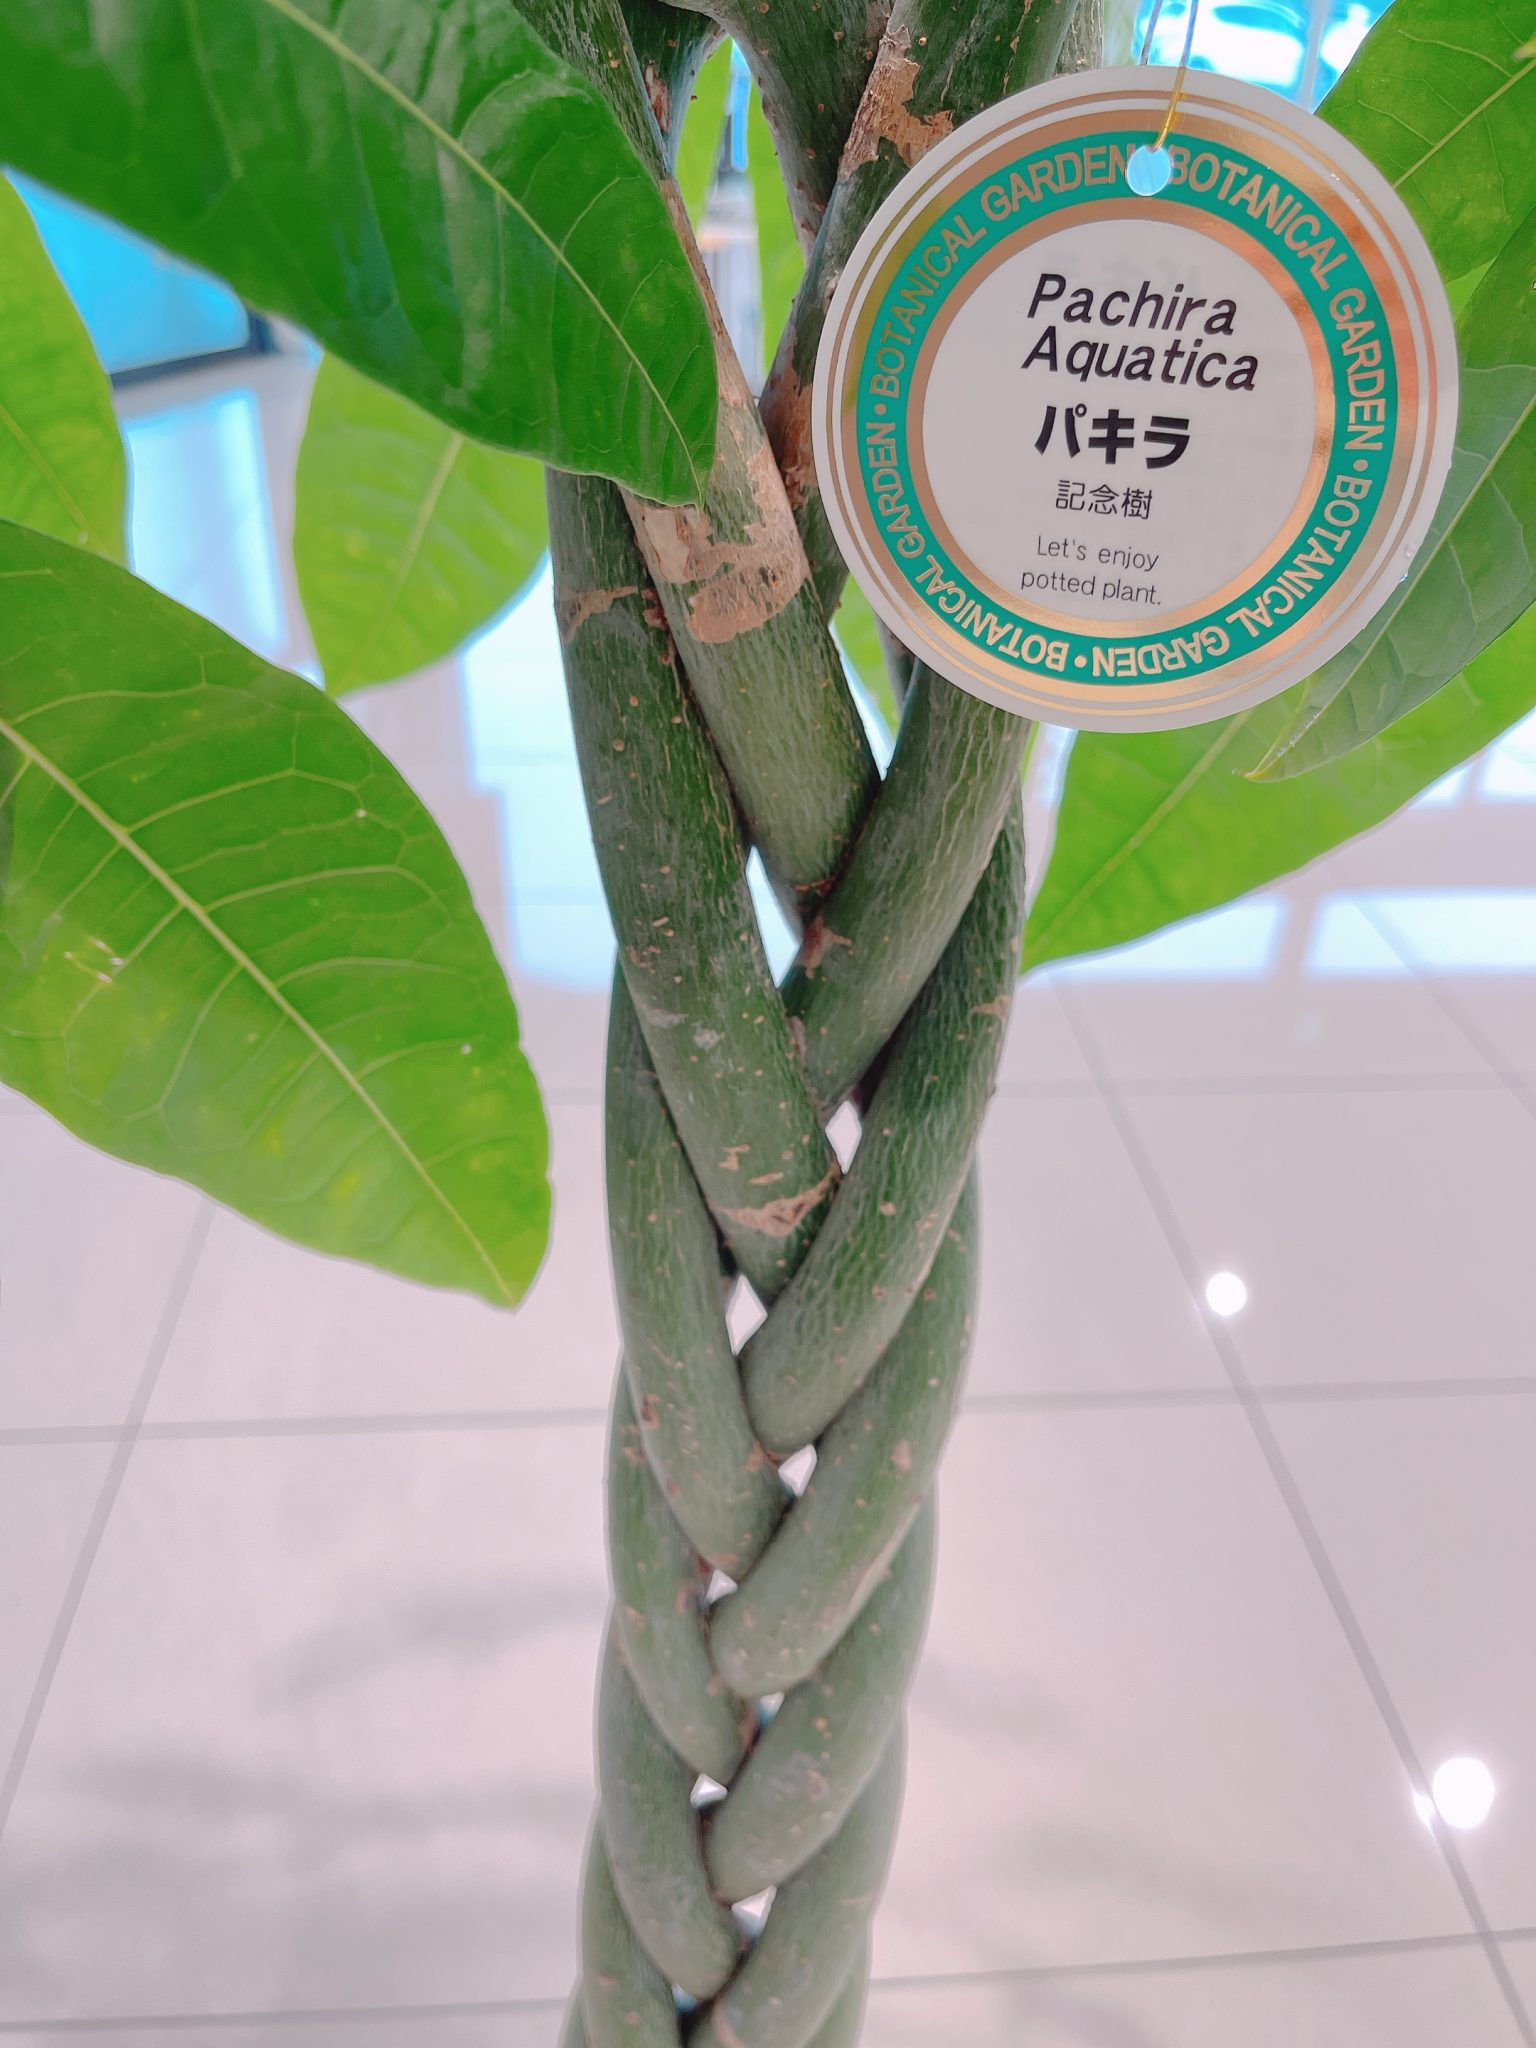 BOTANICAL GARDEN • BOTANICAL GARDEN • BOTANICAL GARDEN • BOTANICAL GARDEN
Pachira
Aquatica
パキラ
記念樹
Let's enjoy
potted plant.